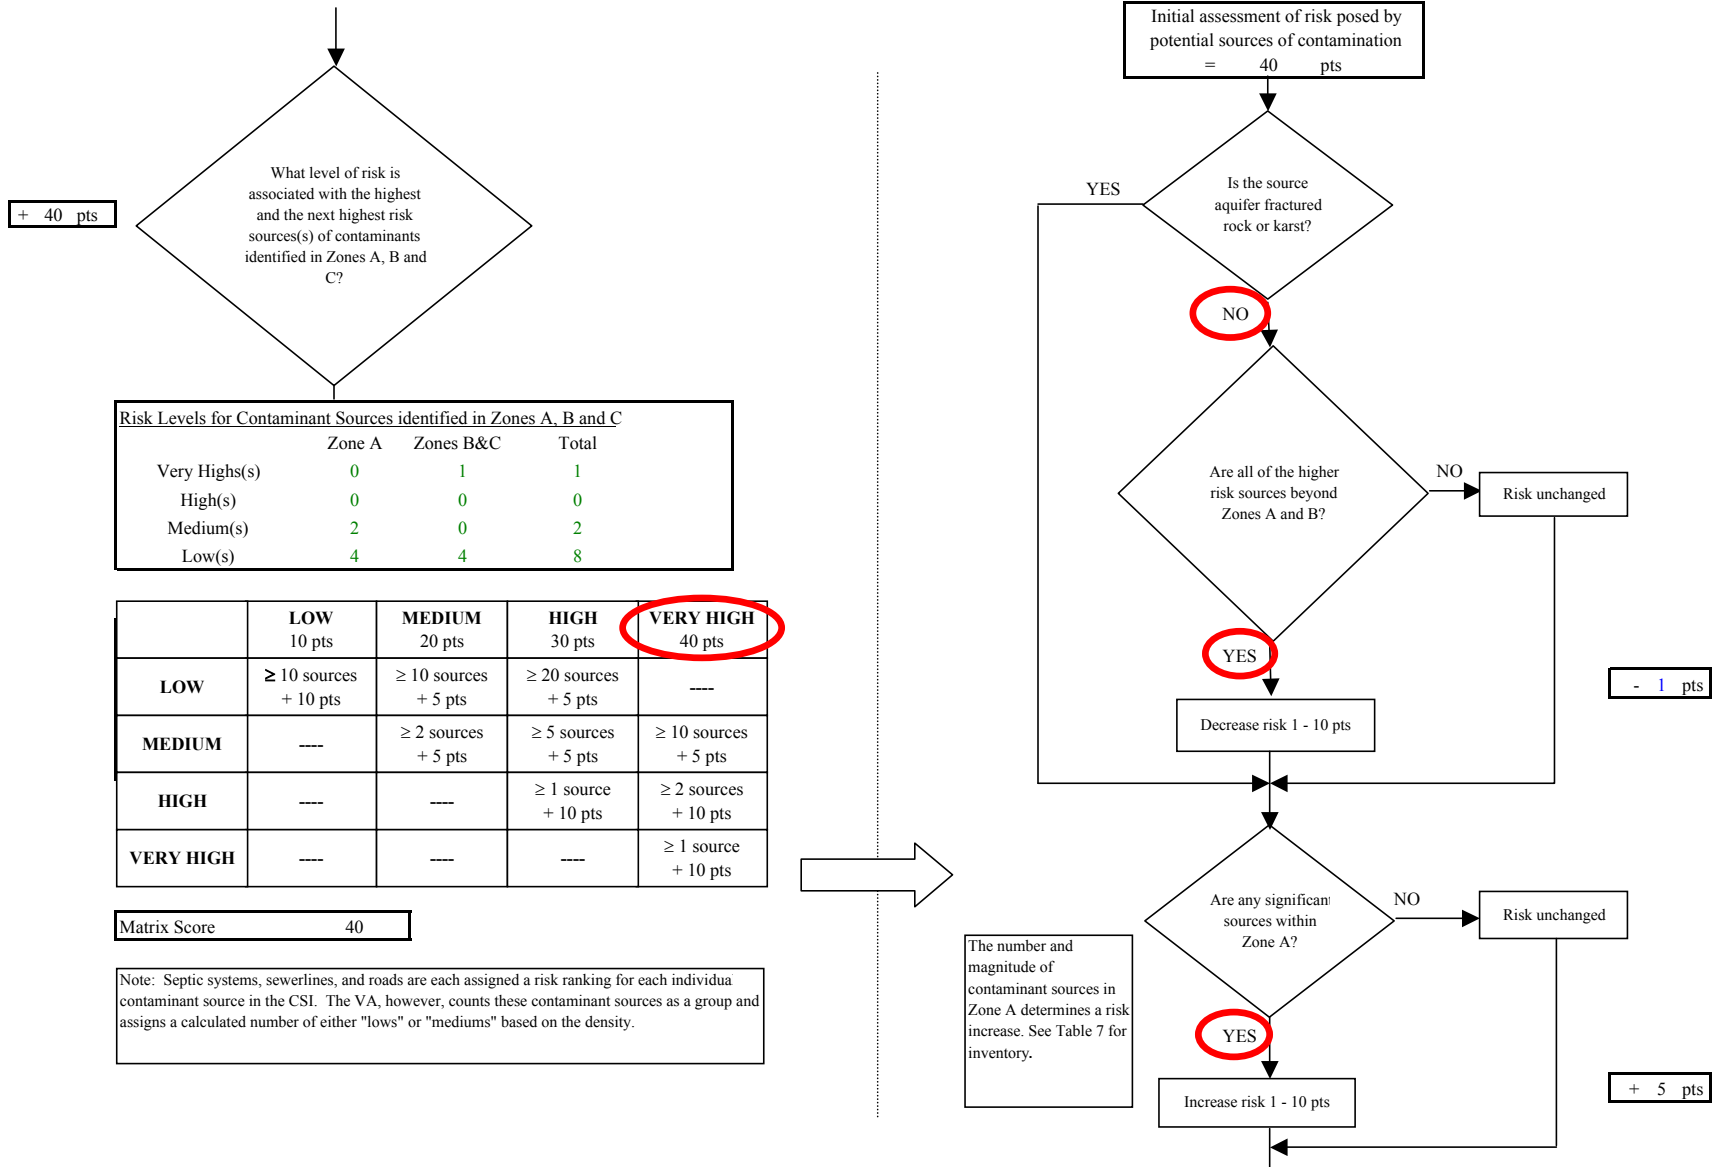 + 40 pts
What level of risk is
associated with the highest
and the next highest risk
sources(s) of contaminants
identified in Zones A, B and
C?
Risk Levels for Contaminant Sources identified in Zones A, B and C
Zone A Zones B&C Total
Very Highs(s) 0 1 1
High(s) 0 0 0
Medium(s) 2 0 2
Low(s) 4 4 8
LOW MEDIUM HIGH VERY HIGH
10 pts 20 pts 30 pts 40 pts
LOW ≥ 10 sources ≥ 10 sources ≥ 20 sources ----
+ 10 pts + 5 pts + 5 pts
MEDIUM ---- ≥ 2 sources ≥ 5 sources ≥ 10 sources
+ 5 pts + 5 pts + 5 pts
HIGH ---- ---- ≥ 1 source ≥ 2 sources
+ 10 pts + 10 pts
VERY HIGH ---- ---- ---- ≥ 1 source
+ 10 pts
Matrix Score 40
Note: Septic systems, sewerlines, and roads are each assigned a risk ranking for each individua
contaminant source in the CSI. The VA, however, counts these contaminant sources as a group and
assigns a calculated number of either "lows" or "mediums" based on the density.
Initial assessment of risk posed by
potential sources of contamination
= 40 pts
YES
Is the source
aquifer fractured
rock or karst?
NO
Are all of the higher
risk sources beyond
Zones A and B?
NO
Risk unchanged
YES
- 1 pts
Decrease risk 1 - 10 pts
Are any significant
sources within
Zone A?
NO
Risk unchanged
The number and
magnitude of
contaminant sources in
Zone A determines a risk
increase. See Table 7 for
inventory.
YES
+ 5 pts
Increase risk 1 - 10 pts